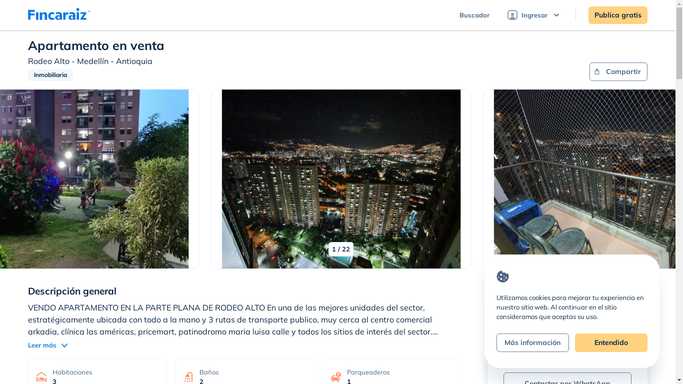 Fincaraiz
Buscador
Ingresar
Publica gratis
Apartamento en venta
Rodeo Alto - Medellín - Antioquia
Inmobiliaria
Compartir
1 / 22
Descripción general
VENDO APARTAMENTO EN LA PARTE PLANA DE RODEO ALTO En una de las mejores unidades del sector,
estratégicamente ubicada con todo a la mano y 3 rutas de transporte publico, muy cerca al centro comercial
arkadia, clínica las américas, pricemart, patinodromo maria luisa calle y todos los sitios de interés del sector....
Leer más
Habitaciones
3
Baños
2
Parqueaderos
1
Utilizamos cookies para mejorar tu experiencia en
nuestro sitio web. Al continuar en el sitio
consideramos que aceptas su uso.
Más información
Entendido
Contactar por WhatsApp